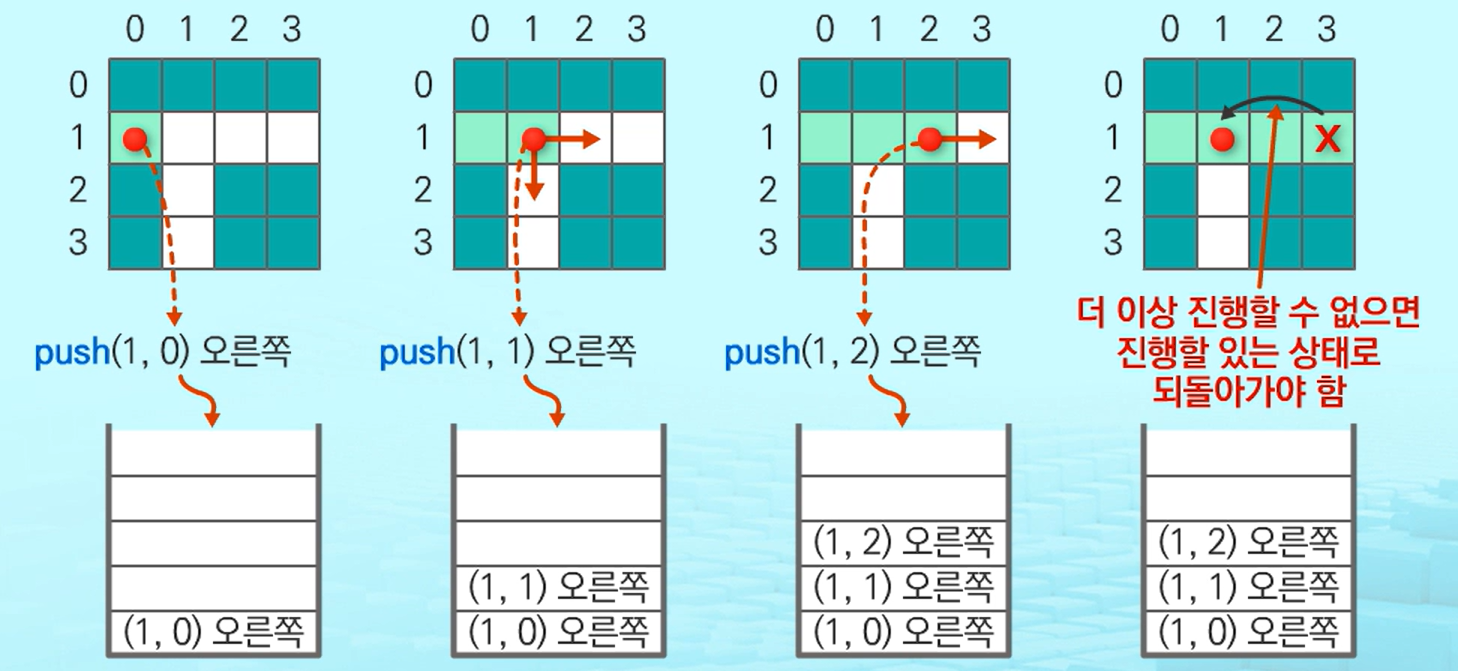 0 1 2 3
0
1
2
3
push(1, 0) 오른쪽
(1, 0) 오른쪽
0 1 2 3
0
1
2
3
push(1, 1) 오른쪽
(1, 1) 오른쪽
(1, 0) 오른쪽
0 1 2 3
0
1
2
3
push(1, 2) 오른쪽
(1, 2) 오른쪽
(1, 1) 오른쪽
(1, 0) 오른쪽
0 1 2 3
0
1 X
2
3
더 이상 진행할 수 없으면
진행할 있는 상태로
되돌아가야 함
(1, 2) 오른쪽
(1, 1) 오른쪽
(1, 0) 오른쪽